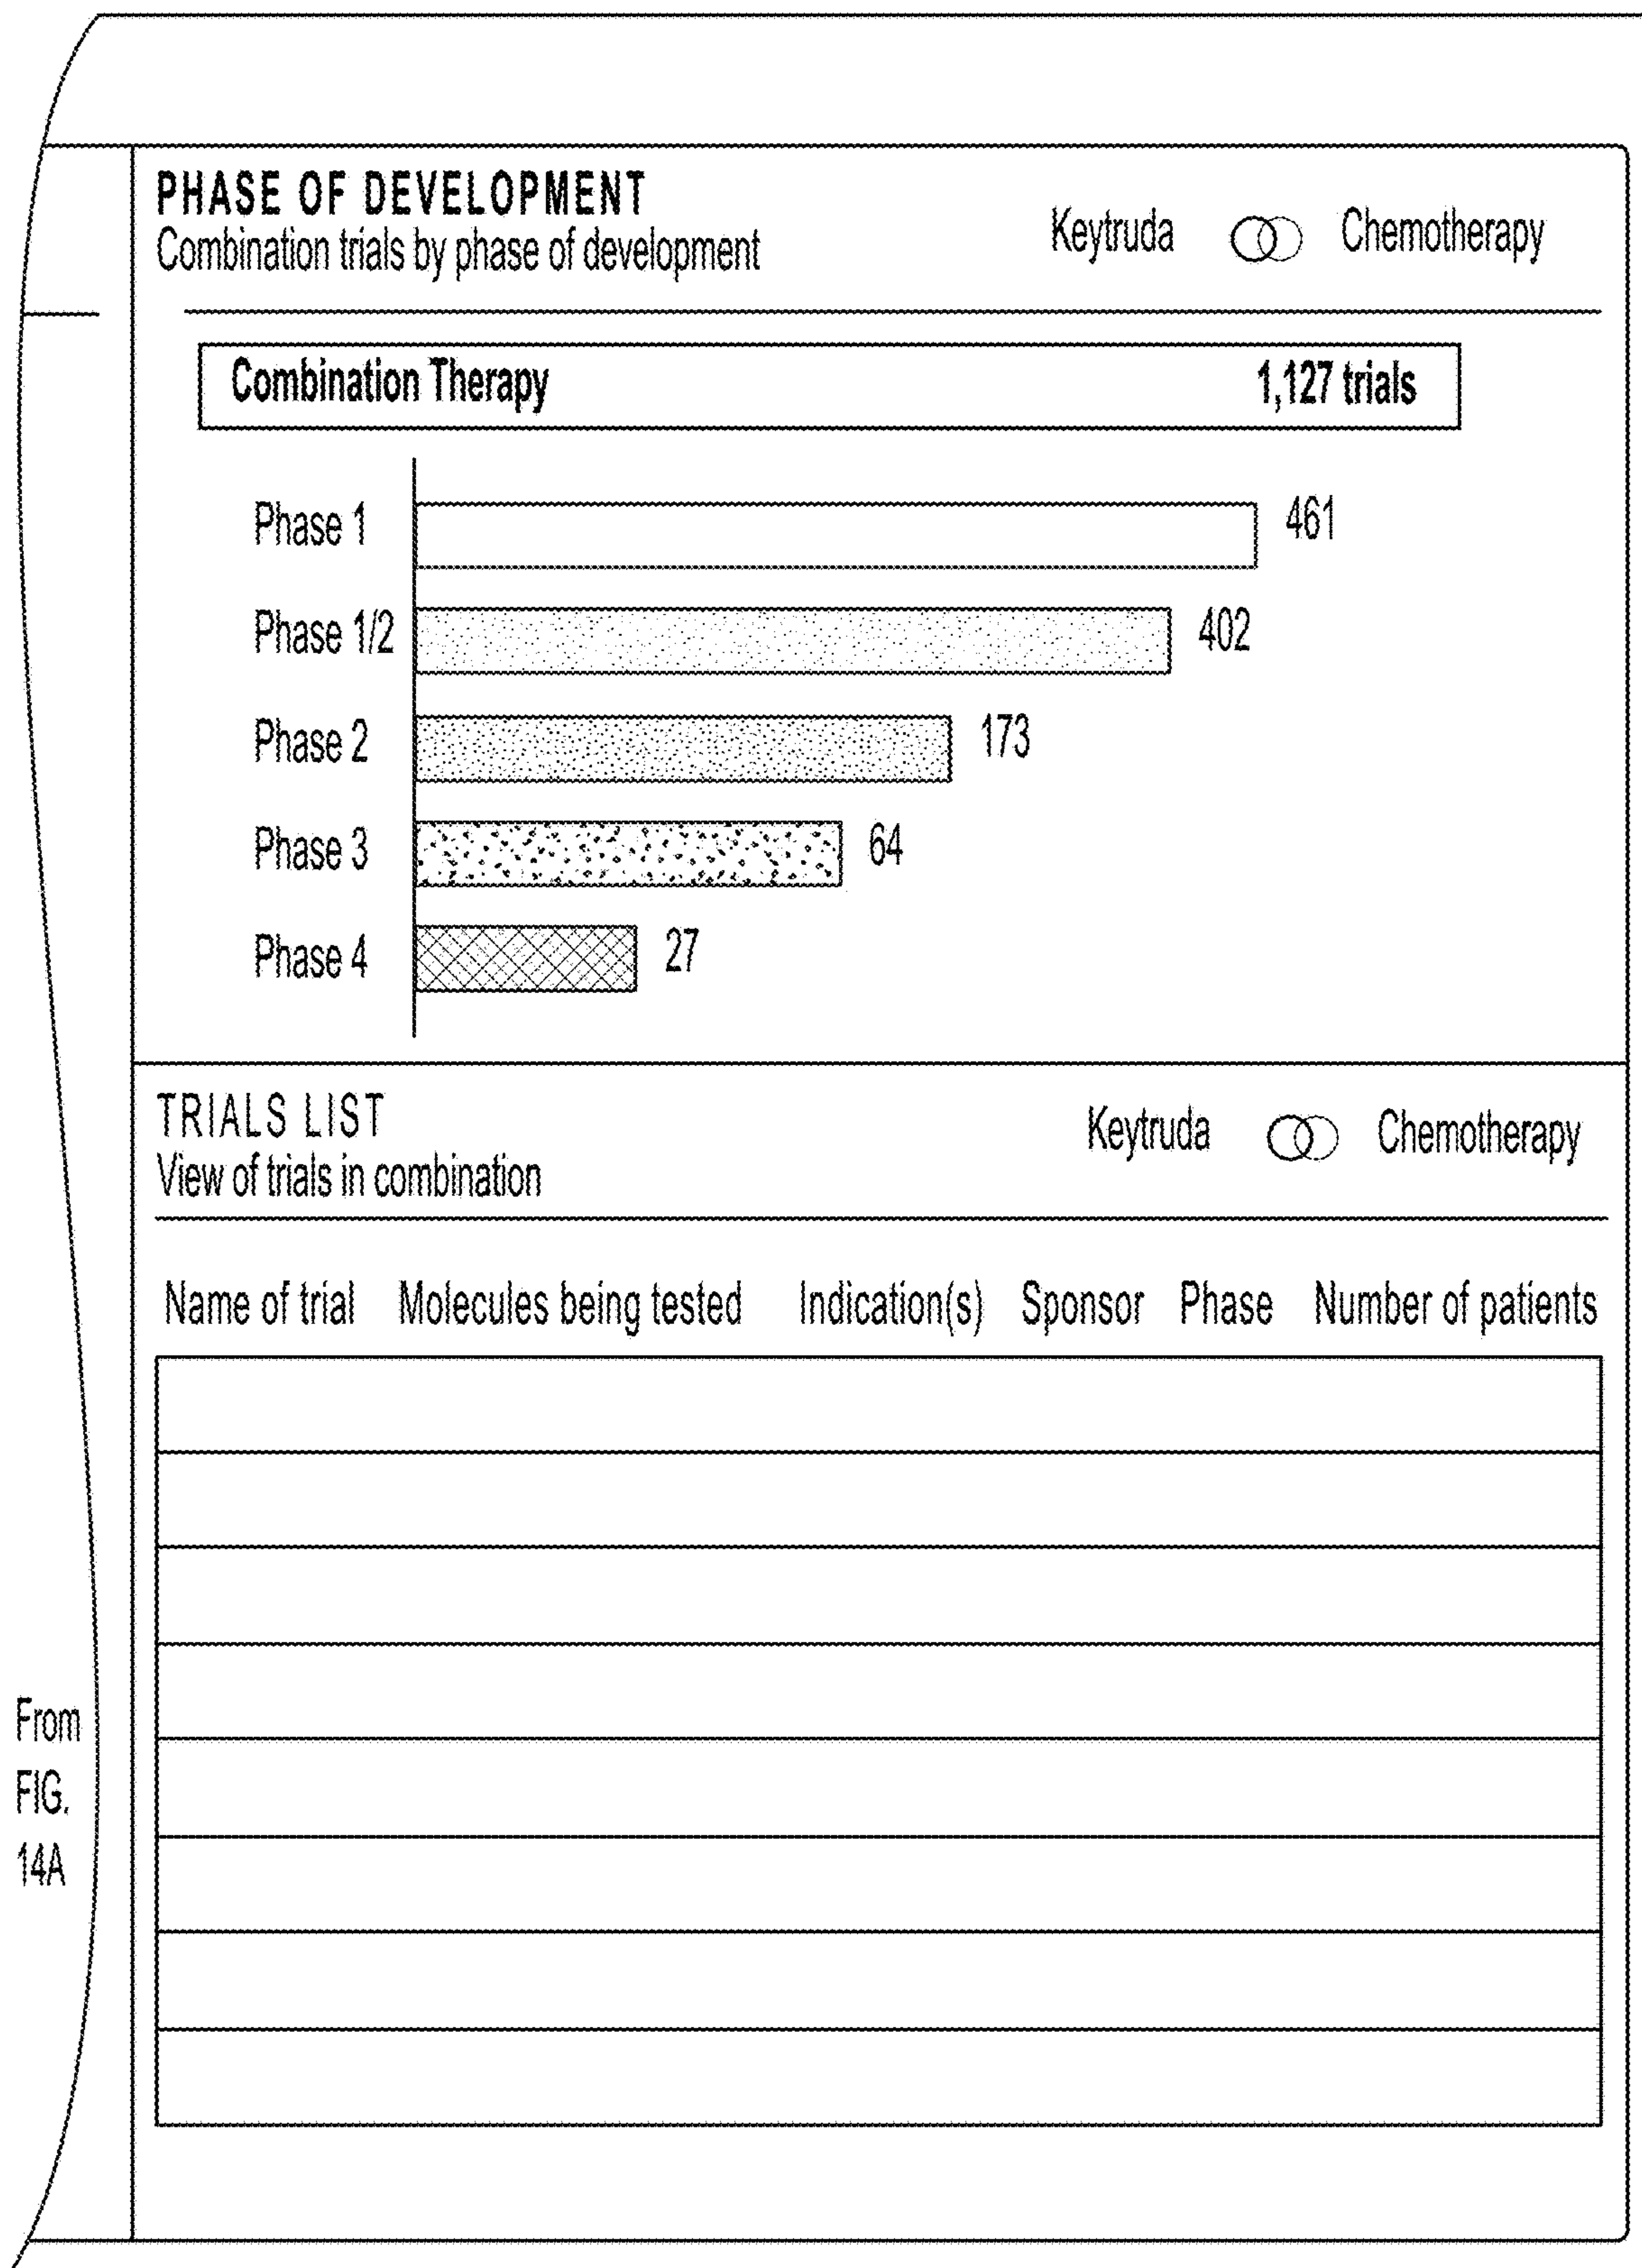 PHASE OF DEVELOPMENT
Combination trials by phase of development
Keytruda Chemotherapy
Combination Therapy 1,127 trials
Phase 1 461
Phase 1/2 402
Phase 2 173
Phase 3 64
Phase 4 27
TRIALS LIST
View of trials in combination
Keytruda Chemotherapy
Name of trial Molecules being tested Indication(s) Sponsor Phase Number of patients
From
FIG.
14A